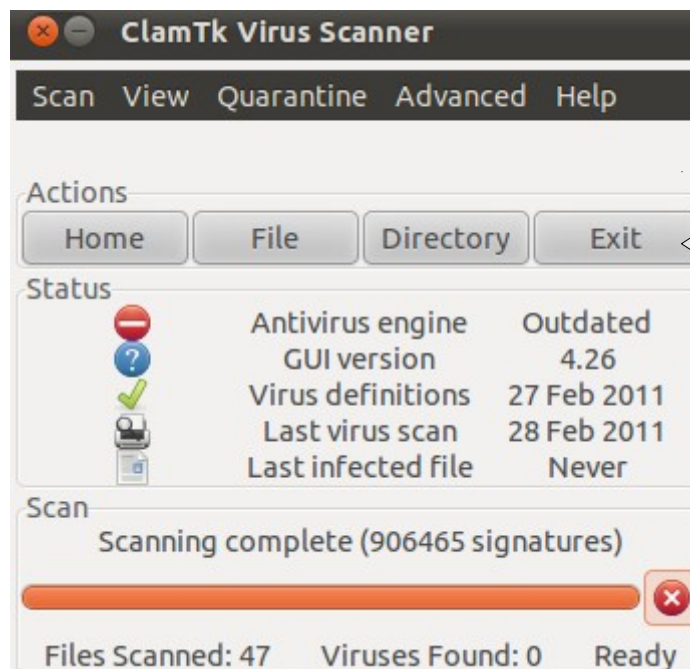 ClamTk Virus Scanner
Scan View Quarantine Advanced Help
Actions
Home File Directory Exit
Status
Antivirus engine Outdated
GUI version 4.26
Virus definitions 27 Feb 2011
Last virus scan 28 Feb 2011
Last infected file Never
Scan
Scanning complete (906465 signatures)
Files Scanned: 47 Viruses Found: 0 Ready